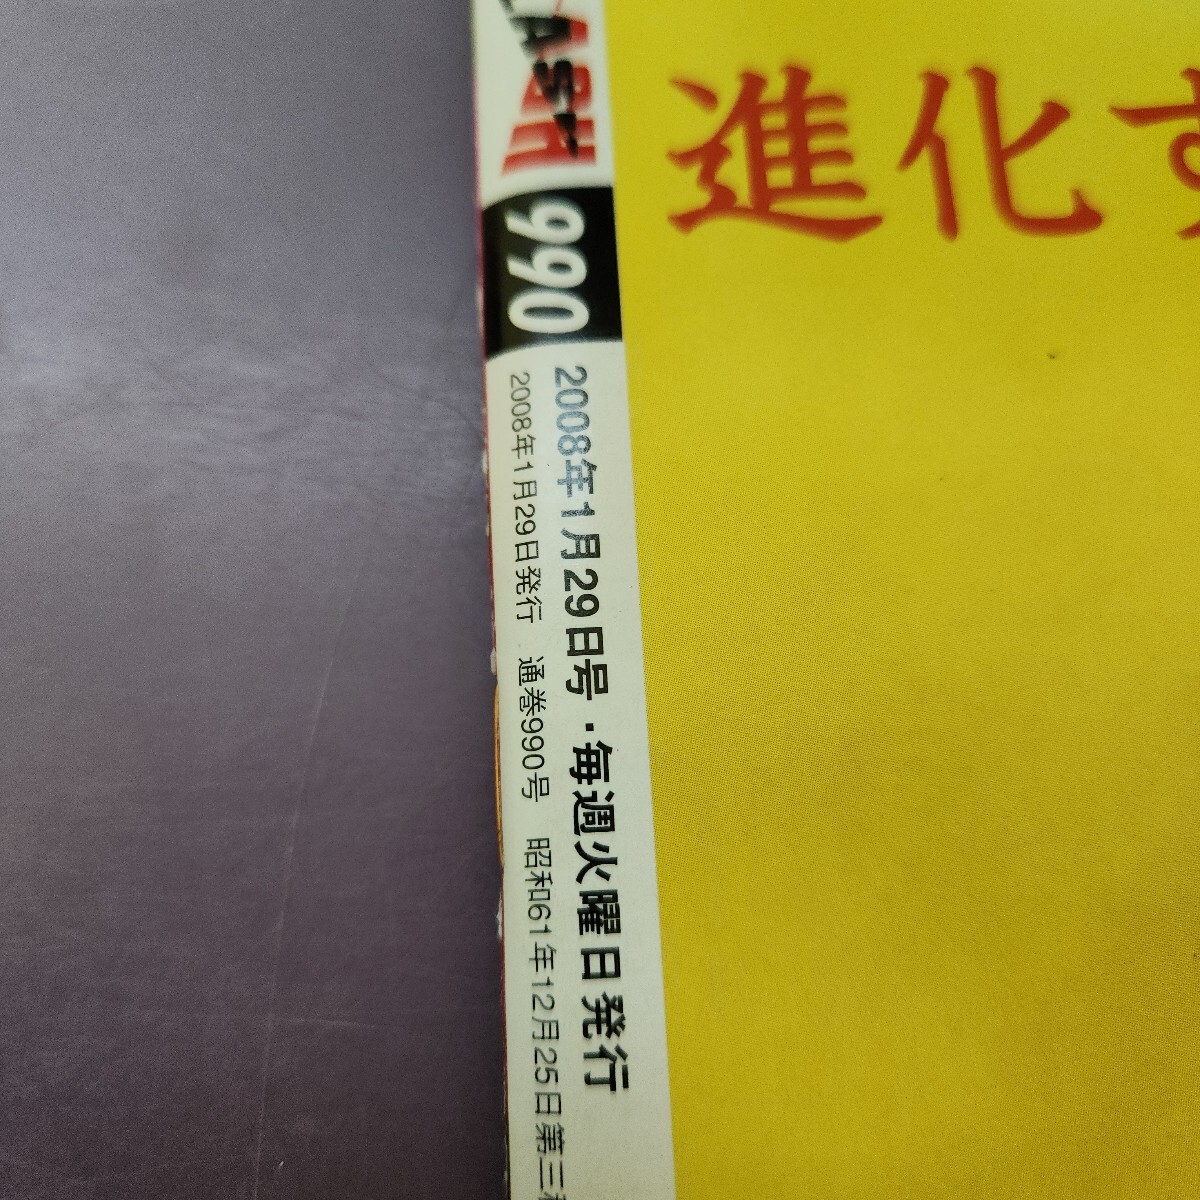 進化す
FLASH
990
2008年1月29日号・毎週火曜日発行
2008年1月29日発行 通巻990号 昭和61年12月25日第三種